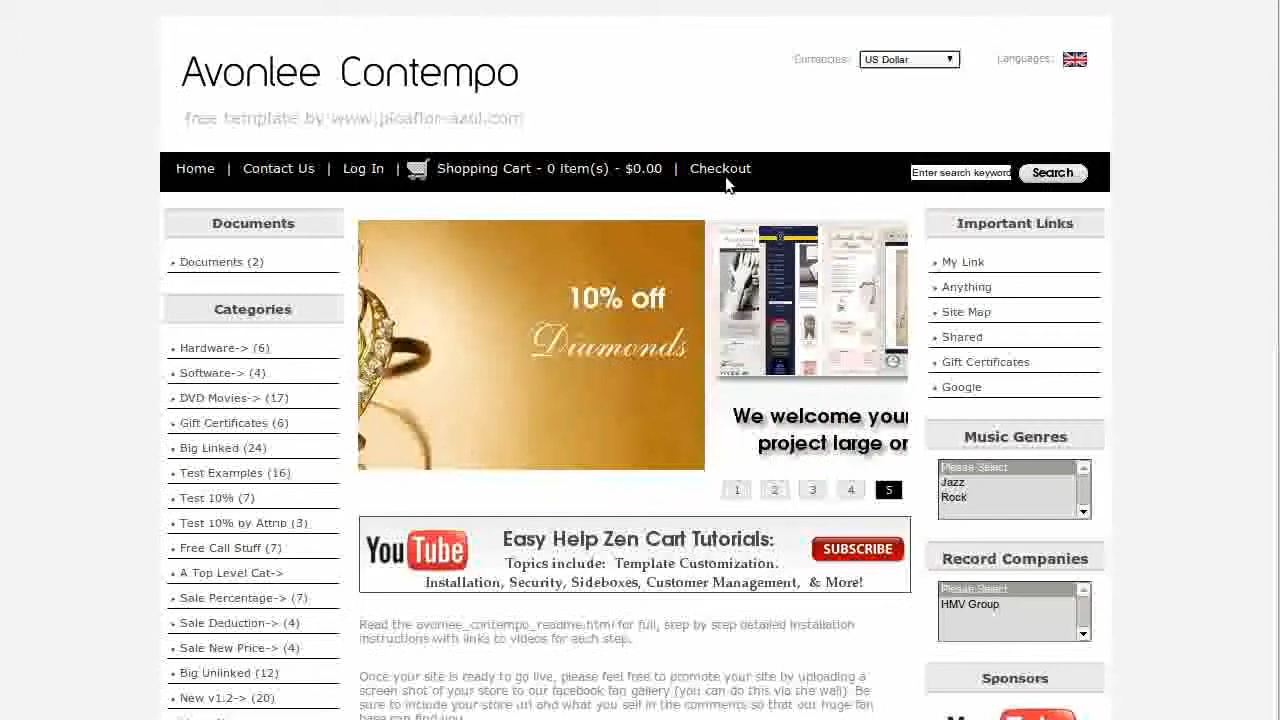 Avonlee Contempo
free template by www.picaflor-azul.com
Currencies:
US Dollar
Languages:
Home | Contact Us | Log In | Shopping Cart - 0 item(s) - $0.00 | Checkout
Enter search keyword
Search
Documents
Documents (2)
Categories
Hardware-> (6)
Software-> (4)
DVD Movies-> (17)
Gift Certificates (6)
Big Linked (24)
Test Examples (16)
Test 10% (7)
Test 10% by Attrip (3)
Free Call Stuff (7)
A Top Level Cat->
Sale Percentage-> (7)
Sale Deduction-> (4)
Sale New Price-> (4)
Big Unlinked (12)
New v1.2-> (20)
10% off
Diamonds
We welcome your
project large or
1 2 3 4 5
YouTube
Easy Help Zen Cart Tutorials:
Topics include: Template Customization.
Installation, Security, Sideboxes, Customer Management, & More!
SUBSCRIBE
Read the avonlee_contempo_readme.html for full, step by step detailed installation
instructions with links to videos for each step.
Once your site is ready to go live, please feel free to promote your site by uploading a
screen shot of your store to our facebook fan gallery (you can do this via the wall). Be
sure to include your store url and what you sell in the comments so that our huge fan
base can find you.
Important Links
My Link
Anything
Site Map
Shared
Gift Certificates
Google
Music Genres
Please Select
Jazz
Rock
Record Companies
Please Select
HMV Group
Sponsors